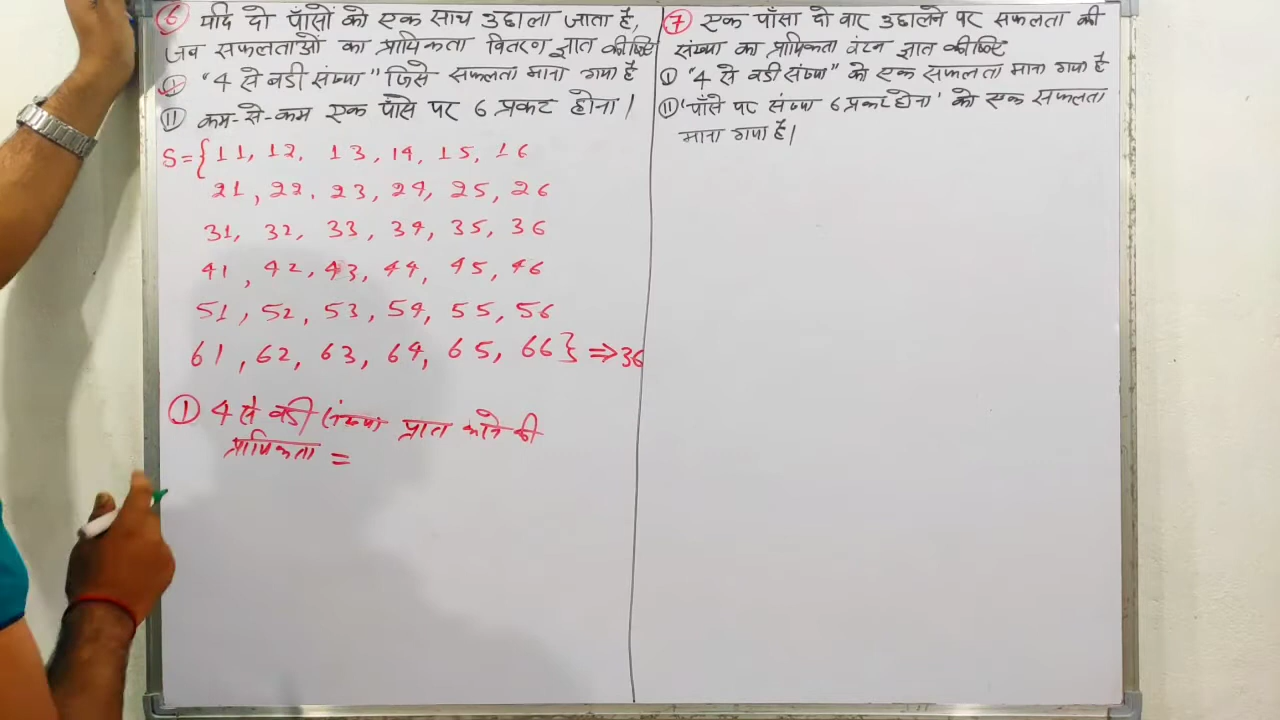 ⑥ यदि दो पाँसों को एक साथ उछाला जाता है,
जब सफलताओं का प्रायिकता वितरण ज्ञात कीजिए
① "4 से बडी संख्या" जिसे सफलता माना गया है
⑪ कम-से-कम एक पाँसे पर 6 प्रकट होना।
S={11, 12, 13, 14, 15, 16
21, 22, 23, 24, 25, 26
31, 32, 33, 34, 35, 36
41, 42, 43, 44, 45, 46
51, 52, 53, 54, 55, 56
61, 62, 63, 64, 65, 66} ⇒36
① 4 से बडी संख्या प्राप्त करने की
प्रायिकता =
⑦ एक पाँसा दो बार उछालने पर सफलता की
संख्या का प्रायिकता बंटन ज्ञात कीजिए
① "4 से बडी संख्या" को एक सफलता माना गया है
⑪ 'पाँसे पर संख्या 6 प्रकट होना' को एक सफलता
माना गया है।